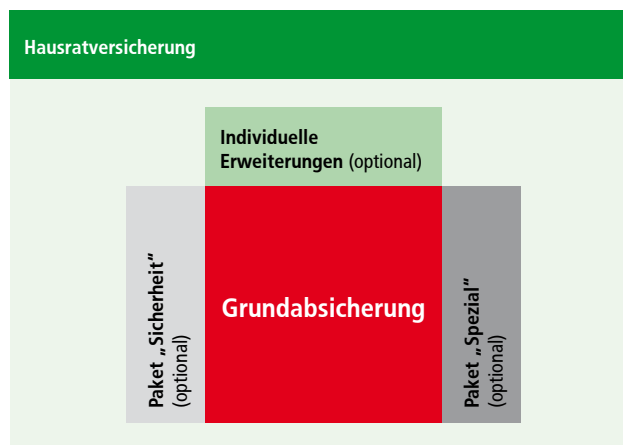 Hausratversicherung
Individuelle
Erweiterungen (optional)
Paket „Sicherheit“
(optional)
Grundabsicherung
Paket „Spezial“
(optional)